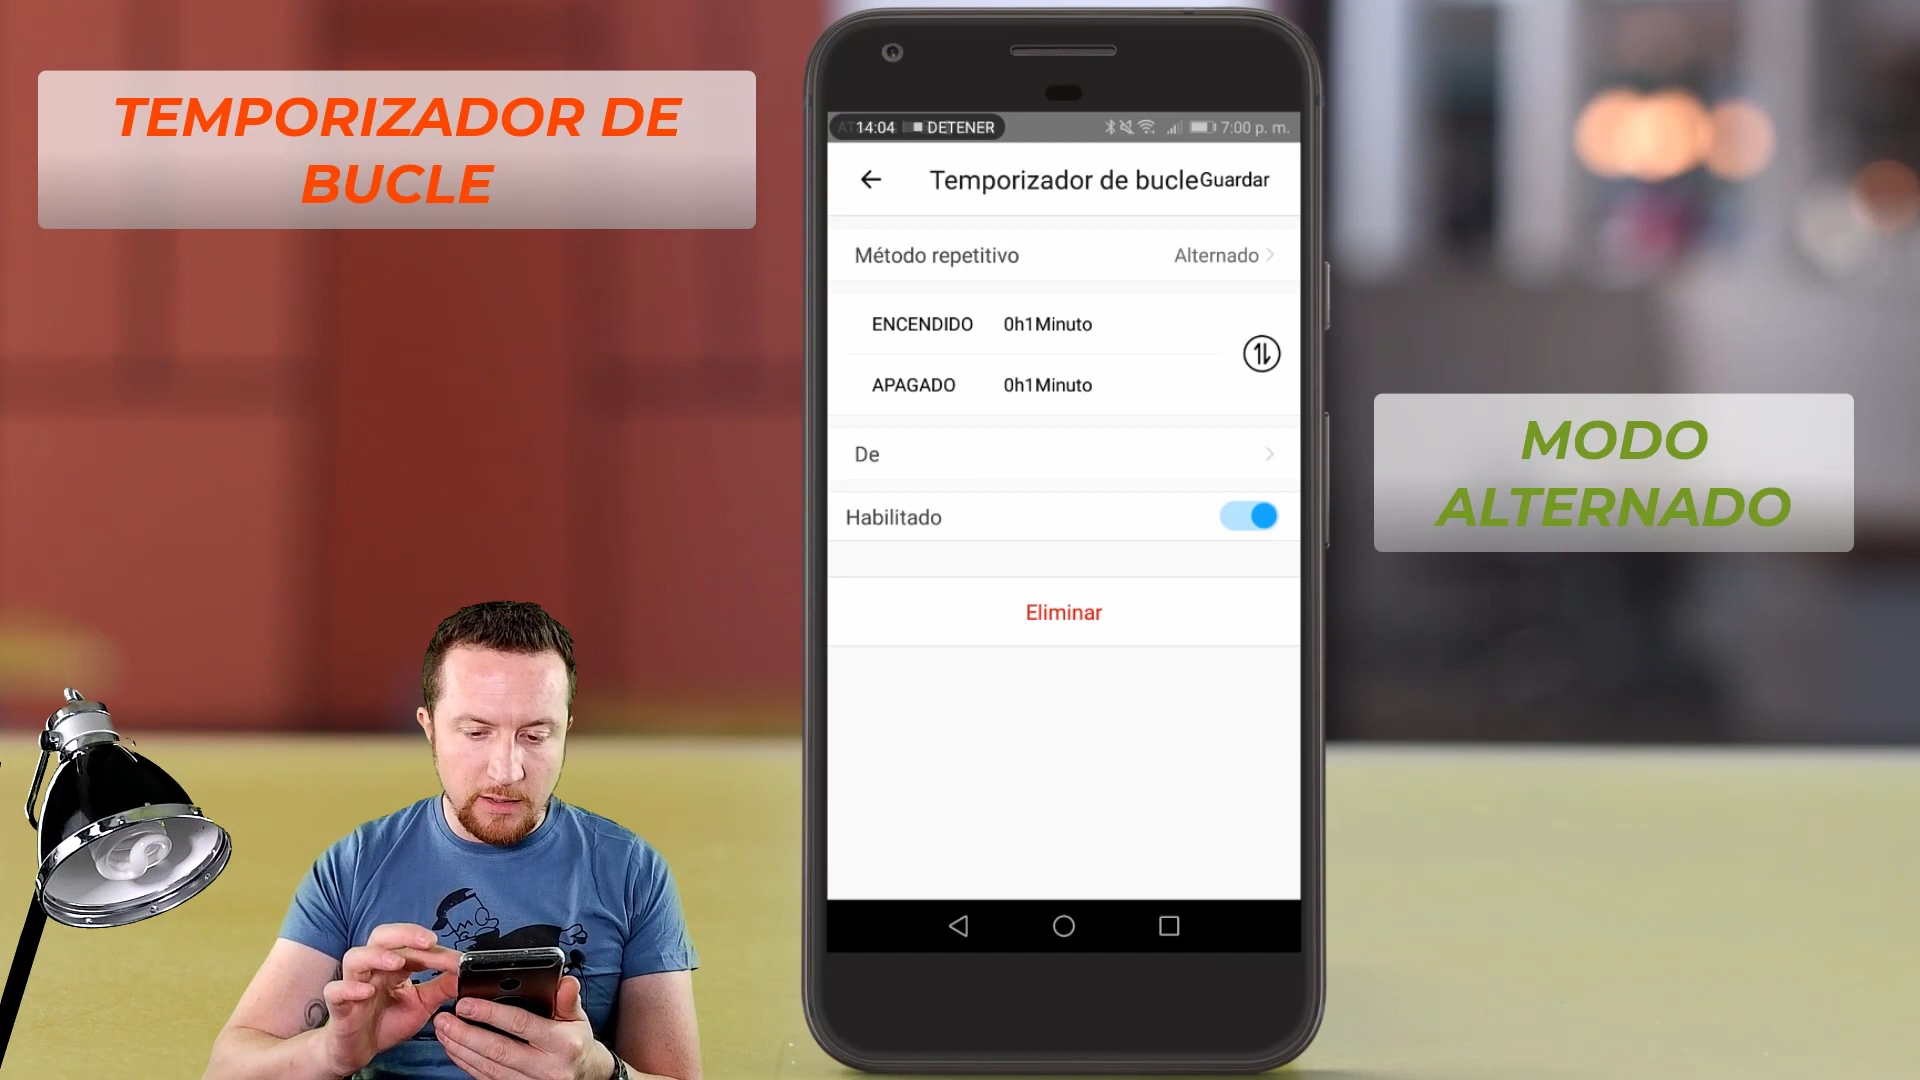 TEMPORIZADOR DE
BUCLE
14:04 DETENER 7:00 p. m.
Temporizador de bucle Guardar
Método repetitivo Alternado
ENCENDIDO 0h1Minuto
APAGADO 0h1Minuto
De
Habilitado
Eliminar
MODO
ALTERNADO